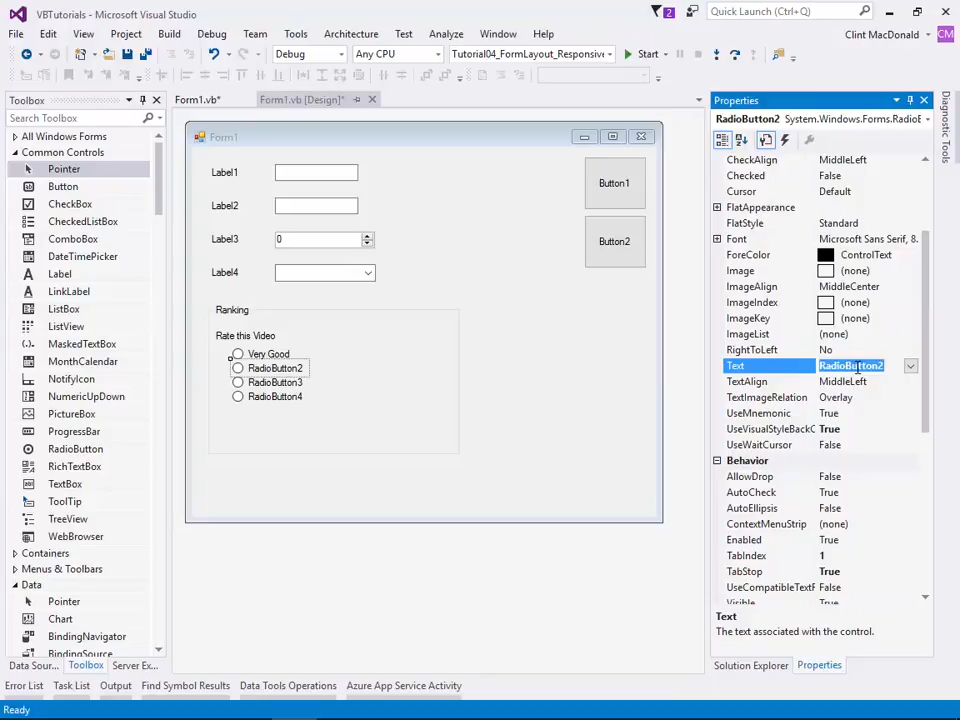 VBTutorials - Microsoft Visual Studio
2
Quick Launch (Ctrl+Q)
File Edit View Project Build Debug Team Tools Architecture Test Analyze Window Help
Clint MacDonald
CM
Debug Any CPU Tutorial04_FormLayout_Responsive Start
Toolbox
Form1.vb*
Form1.vb [Design]*
Properties
Search Toolbox
RadioButton2 System.Windows.Forms.RadioB
Diagnostic Tools
All Windows Forms
Common Controls
Pointer
Button
CheckBox
CheckedListBox
ComboBox
DateTimePicker
Label
LinkLabel
ListBox
ListView
MaskedTextBox
MonthCalendar
NotifyIcon
NumericUpDown
PictureBox
ProgressBar
RadioButton
RichTextBox
TextBox
ToolTip
TreeView
WebBrowser
Containers
Menus & Toolbars
Data
Pointer
Chart
BindingNavigator
BindingSource
Form1
Label1
Label2
Label3
0
Label4
Button1
Button2
Ranking
Rate this Video
Very Good
RadioButton2
RadioButton3
RadioButton4
CheckAlign MiddleLeft
Checked False
Cursor Default
FlatAppearance
FlatStyle Standard
Font Microsoft Sans Serif, 8.
ForeColor ControlText
Image (none)
ImageAlign MiddleCenter
ImageIndex (none)
ImageKey (none)
ImageList (none)
RightToLeft No
Text RadioButton2
TextAlign MiddleLeft
TextImageRelation Overlay
UseMnemonic True
UseVisualStyleBackC True
UseWaitCursor False
Behavior
AllowDrop False
AutoCheck True
AutoEllipsis False
ContextMenuStrip (none)
Enabled True
TabIndex 1
TabStop True
UseCompatibleTextF False
Visible True
Text
The text associated with the control.
Data Sour... Toolbox Server Ex...
Solution Explorer Properties
Error List Task List Output Find Symbol Results Data Tools Operations Azure App Service Activity
Ready